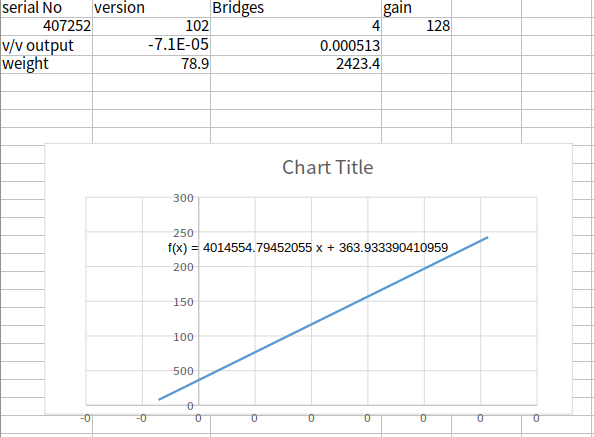 serial No version Bridges gain
407252 102 4 128
v/v output -7.1E-05 0.000513
weight 78.9 2423.4
Chart Title
300
250
f(x) = 4014554.79452055 x + 363.933390410959
200
150
100
500
0
-0 -0 0 0 0 0 0 0 0